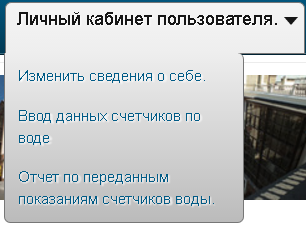 Личный кабинет пользователя.
Изменить сведения о себе.
Ввод данных счетчиков по
воде
Отчет по переданным
показаниям счетчиков воды.